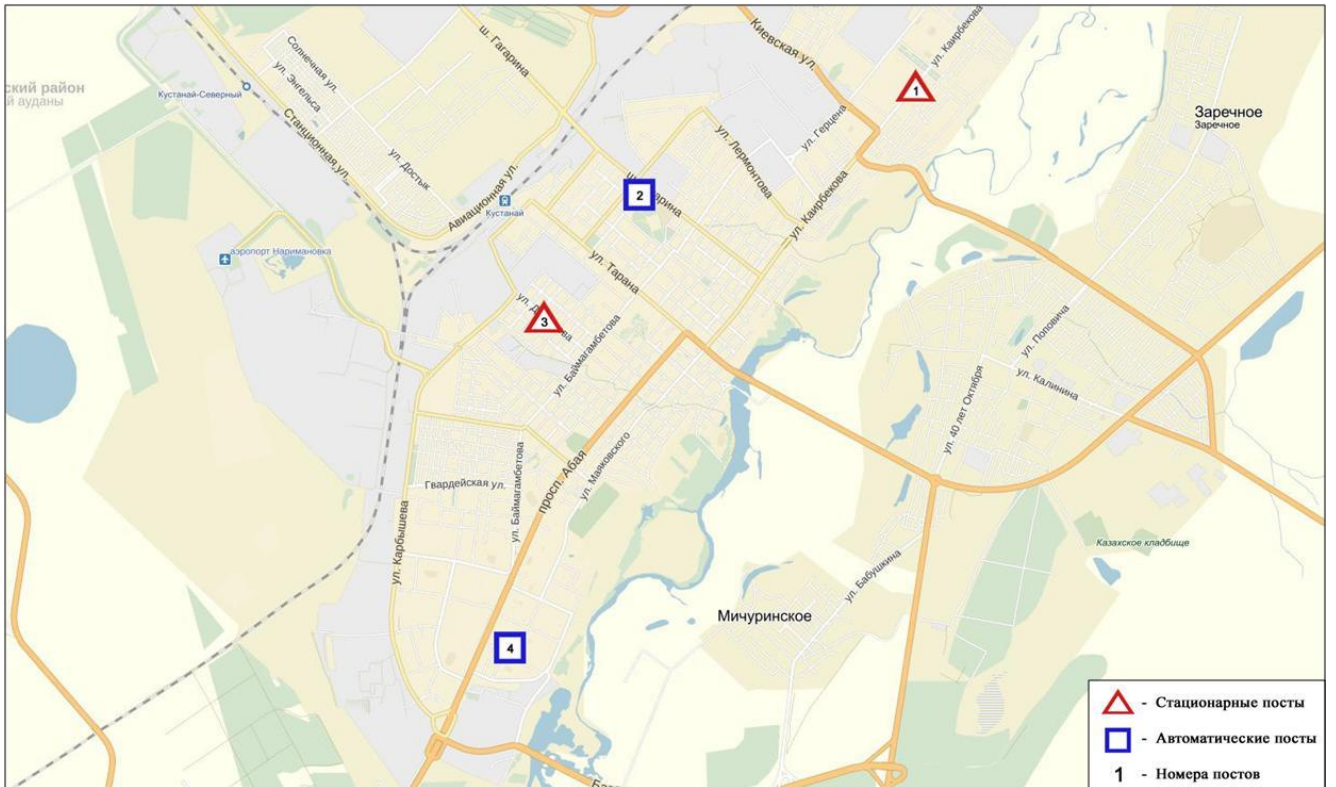 Киевская ул.
ул. Каирбекова
ш. Гагарина
Солнечная ул.
ул. Энгельса
ский район
й ауданы
Кустанай-Северный
1
Заречное
Заречное
Станционная ул.
ул. Герцена
ул. Лермонтова
ул. Достык
2
Авиационная ул.
Кустанай
ул. Каирбекова
аэропорт Наримановка
ул. Тарана
3
ул. Баймагамбетова
ул. Поповича
ул. Калинина
ул. 40 лет Октября
ул. Маяковского
просп. Абая
Гвардейская ул.
ул. Баймагамбетова
ул. Карбышева
Казахское кладбище
ул. Бабушкина
Мичуринское
4
- Стационарные посты
- Автоматические посты
1 - Номера постов